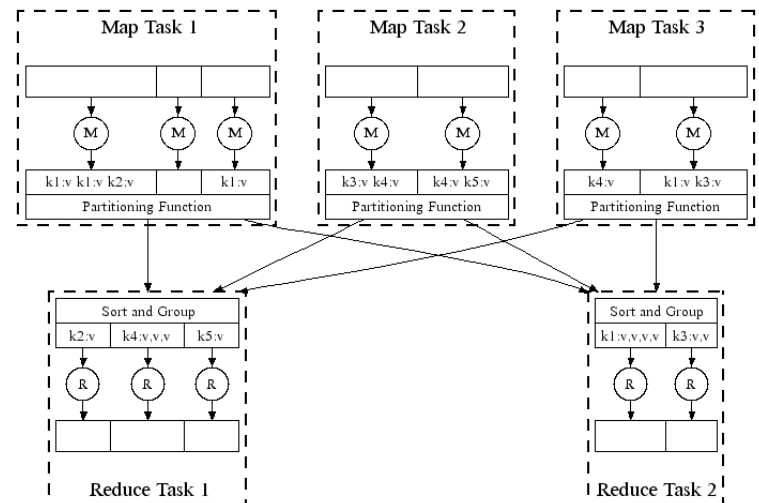 Map Task 1 Map Task 2 Map Task 3
M M M M M M M
k1:v k1:v k2:v k1:v k3:v k4:v k4:v k5:v k4:v k1:v k3:v
Partitioning Function Partitioning Function Partitioning Function
Sort and Group Sort and Group
k2:v k4:v,v,v k5:v k1:v,v,v,v k3:v,v
R R R R R
Reduce Task 1 Reduce Task 2